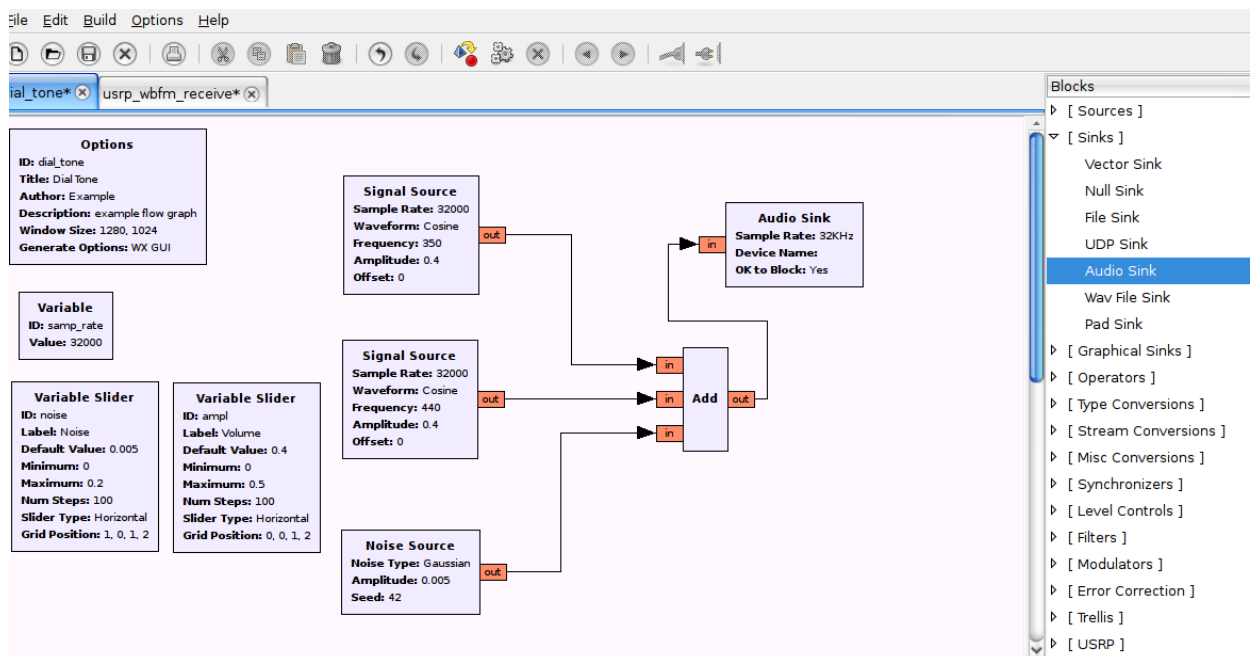 File Edit Build Options Help
ial_tone* usrp_wbfm_receive*
Options
ID: dial_tone
Title: Dial Tone
Author: Example
Description: example flow graph
Window Size: 1280, 1024
Generate Options: WX GUI
Variable
ID: samp_rate
Value: 32000
Variable Slider
ID: noise
Label: Noise
Default Value: 0.005
Minimum: 0
Maximum: 0.2
Num Steps: 100
Slider Type: Horizontal
Grid Position: 1, 0, 1, 2
Variable Slider
ID: ampl
Label: Volume
Default Value: 0.4
Minimum: 0
Maximum: 0.5
Num Steps: 100
Slider Type: Horizontal
Grid Position: 0, 0, 1, 2
Signal Source
Sample Rate: 32000
Waveform: Cosine
Frequency: 350
Amplitude: 0.4
Offset: 0
out
Signal Source
Sample Rate: 32000
Waveform: Cosine
Frequency: 440
Amplitude: 0.4
Offset: 0
out
Noise Source
Noise Type: Gaussian
Amplitude: 0.005
Seed: 42
out
in
in
in
Add
out
in
Audio Sink
Sample Rate: 32KHz
Device Name:
OK to Block: Yes
Blocks
[ Sources ]
[ Sinks ]
Vector Sink
Null Sink
File Sink
UDP Sink
Audio Sink
Wav File Sink
Pad Sink
[ Graphical Sinks ]
[ Operators ]
[ Type Conversions ]
[ Stream Conversions ]
[ Misc Conversions ]
[ Synchronizers ]
[ Level Controls ]
[ Filters ]
[ Modulators ]
[ Error Correction ]
[ Trellis ]
[ USRP ]